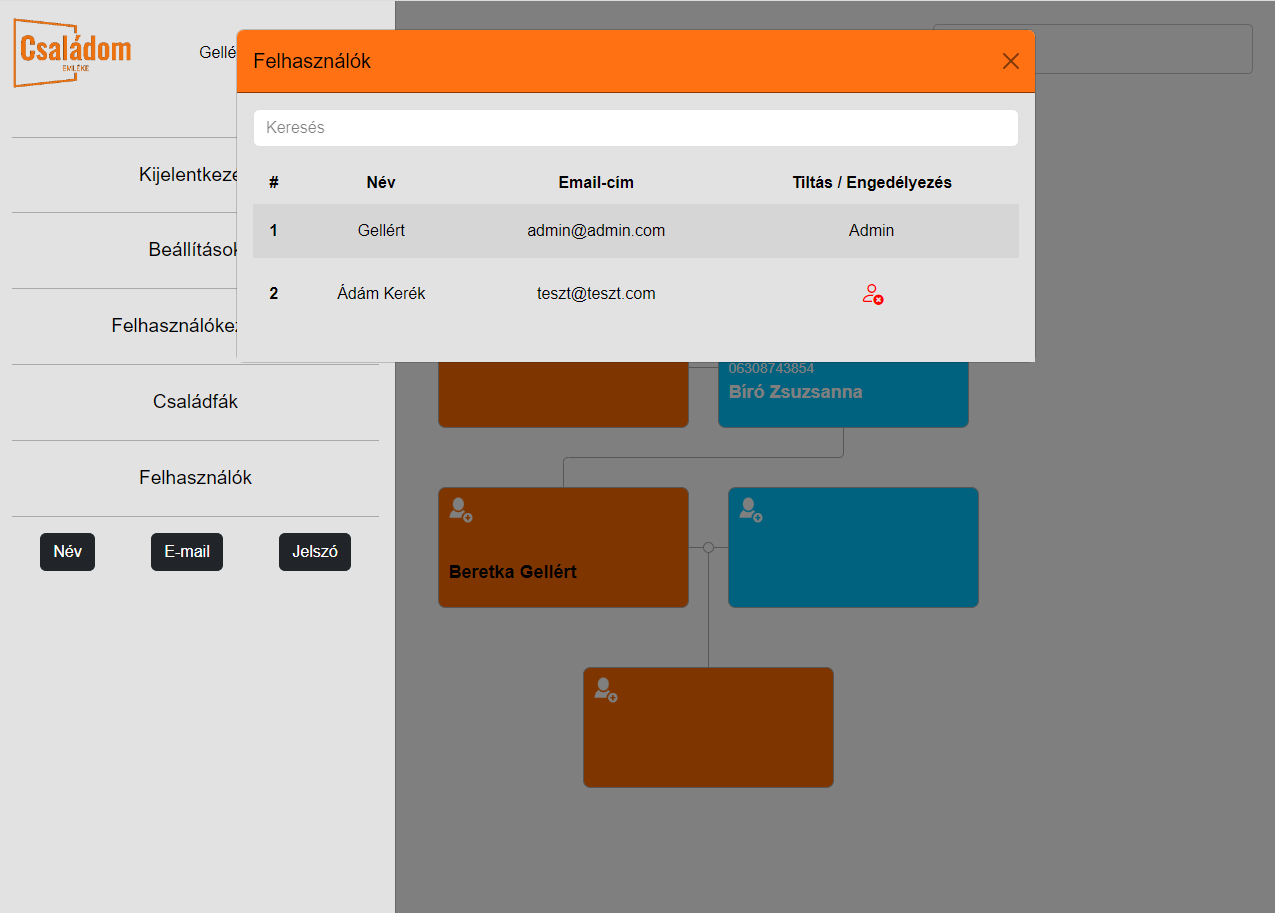 Családom
EMLÉKE
Gellé
Kijelentkeze
Beállítások
Felhasználókez
Családfák
Felhasználók
Név
E-mail
Jelszó
Felhasználók
Keresés
# Név Email-cím Tiltás / Engedélyezés
1 Gellért admin@admin.com Admin
2 Ádám Kerék teszt@teszt.com
06308743854
Bíró Zsuzsanna
Beretka Gellért